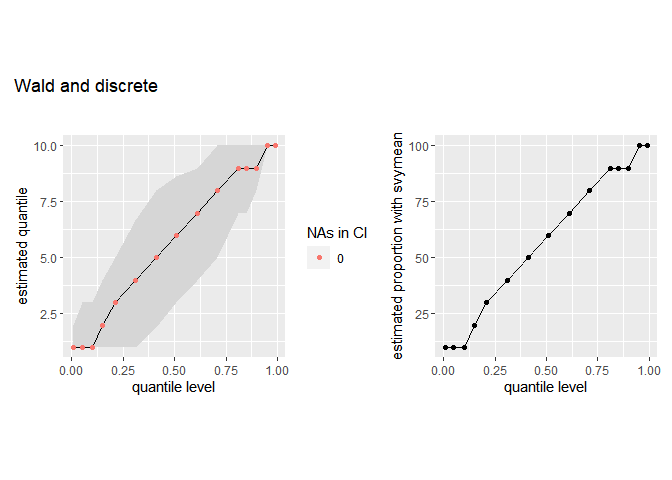 Wald and discrete
estimated quantile
10.0
7.5
5.0
2.5
0.00 0.25 0.50 0.75 1.00
quantile level
NAs in CI
0
estimated proportion with svymean
100
75
50
25
0.00 0.25 0.50 0.75 1.00
quantile level